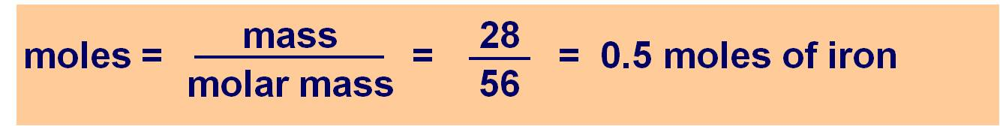 moles = mass / molar mass = 28 / 56 = 0.5 moles of iron